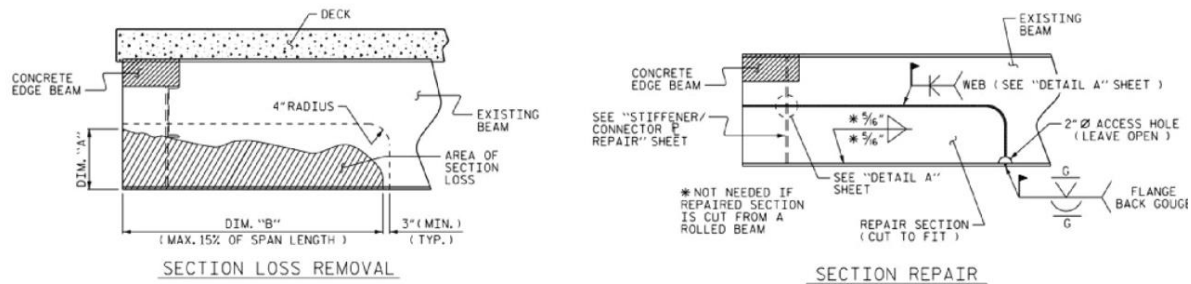 DECK
CONCRETE
EDGE BEAM
4" RADIUS
EXISTING
BEAM
DIM. "A"
AREA OF
SECTION
LOSS
DIM. "B"
(MAX. 15% OF SPAN LENGTH)
3" (MIN.)
(TYP.)
SECTION LOSS REMOVAL
EXISTING
BEAM
CONCRETE
EDGE BEAM
WEB (SEE "DETAIL A" SHEET)
SEE "STIFFENER/
CONNECTOR ℄
REPAIR" SHEET
* 5/16"
* 5/16"
2" Ø ACCESS HOLE
(LEAVE OPEN)
SEE "DETAIL A"
SHEET
* NOT NEEDED IF
REPAIRED SECTION
IS CUT FROM A
ROLLED BEAM
REPAIR SECTION
(CUT TO FIT)
G
G
FLANGE
BACK GOUGE
SECTION REPAIR